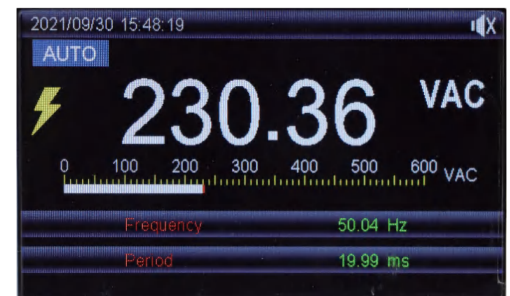 2021/09/30 15:48:19
AUTO
230.36 VAC
0 100 200 300 400 500 600 VAC
Frequency 50.04 Hz
Period 19.99 ms